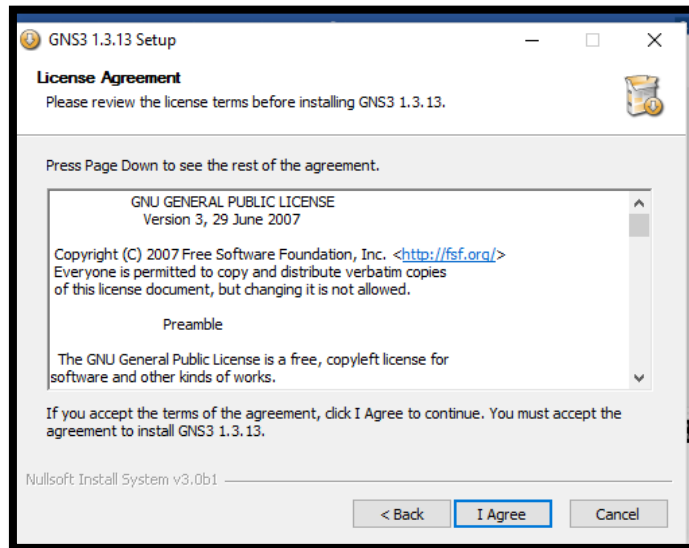 GNS3 1.3.13 Setup
License Agreement
Please review the license terms before installing GNS3 1.3.13.
Press Page Down to see the rest of the agreement.
GNU GENERAL PUBLIC LICENSE
Version 3, 29 June 2007
Copyright (C) 2007 Free Software Foundation, Inc. <http://fsf.org/>
Everyone is permitted to copy and distribute verbatim copies
of this license document, but changing it is not allowed.
Preamble
The GNU General Public License is a free, copyleft license for
software and other kinds of works.
If you accept the terms of the agreement, click I Agree to continue. You must accept the
agreement to install GNS3 1.3.13.
Nullsoft Install System v3.0b1
< Back I Agree Cancel